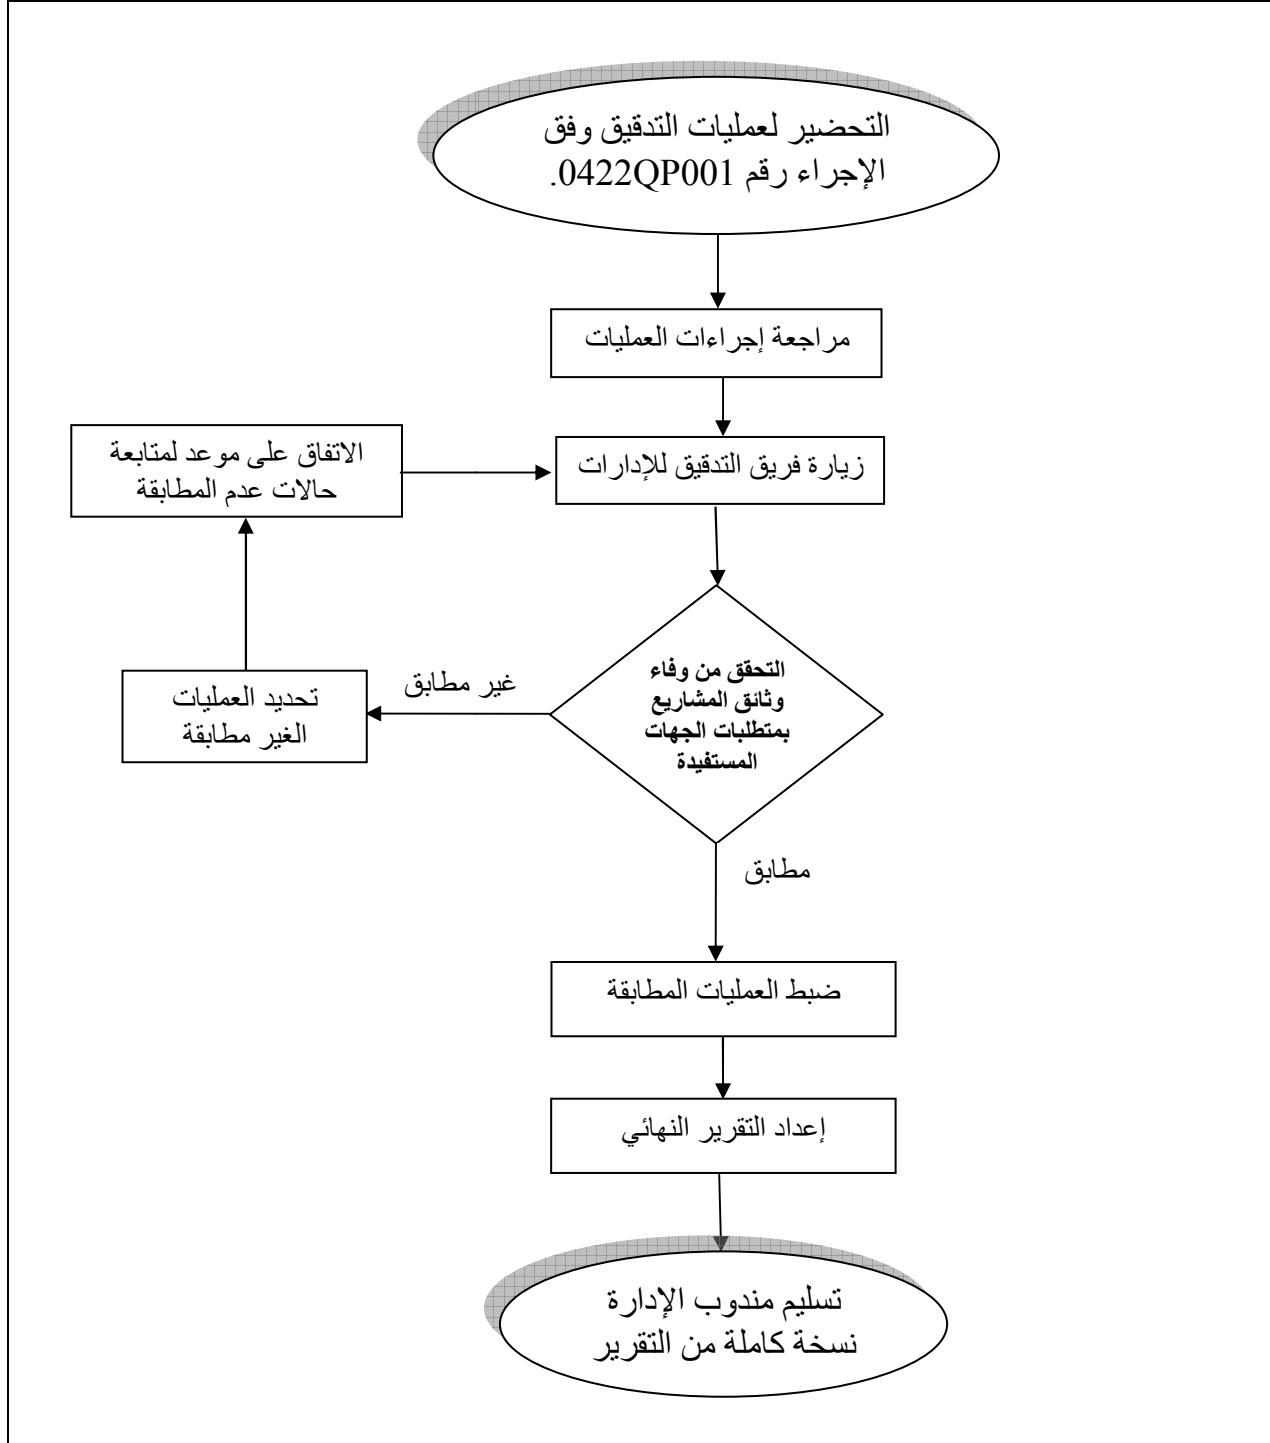 التحضير لعمليات التدقيق وفق
الإجراء رقم 0422QP001.
مراجعة إجراءات العمليات
الاتفاق على موعد لمتابعة
حالات عدم المطابقة
زيارة فريق التدقيق للإدارات
التحقق من وفاء
وثائق المشاريع
بمتطلبات الجهات
المستفيدة
غير مطابق
تحديد العمليات
الغير مطابقة
مطابق
ضبط العمليات المطابقة
إعداد التقرير النهائي
تسليم مندوب الإدارة
نسخة كاملة من التقرير